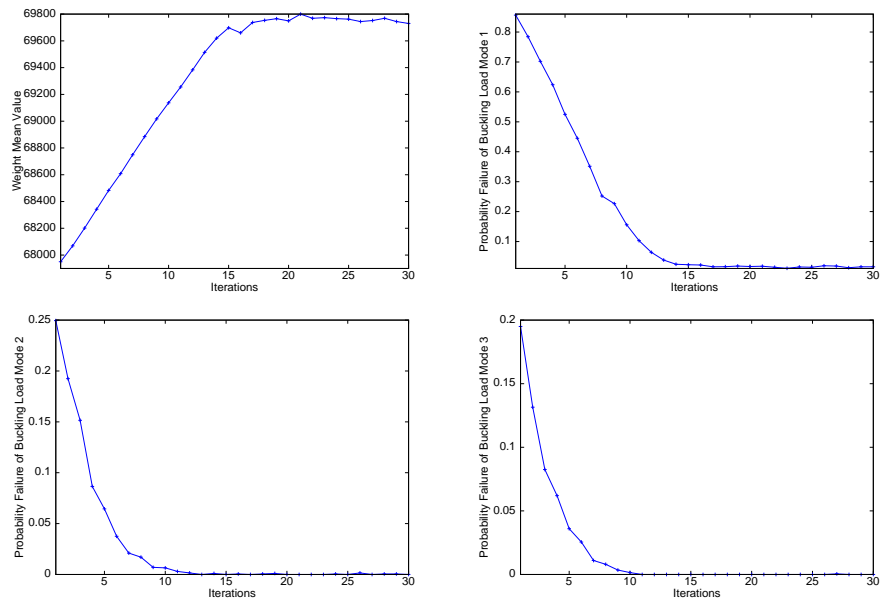 69800
69600
69400
69200
69000
68800
68600
68400
68200
68000
Weight Mean Value
5 10 15 20 25 30
Iterations
0.8
0.7
0.6
0.5
0.4
0.3
0.2
0.1
Probability Failure of Buckling Load Mode 1
5 10 15 20 25 30
Iterations
0.25
0.2
0.15
0.1
0.05
0
Probability Failure of Buckling Load Mode 2
5 10 15 20 25 30
Iterations
0.2
0.15
0.1
0.05
0
Probability Failure of Buckling Load Mode 3
5 10 15 20 25 30
Iterations